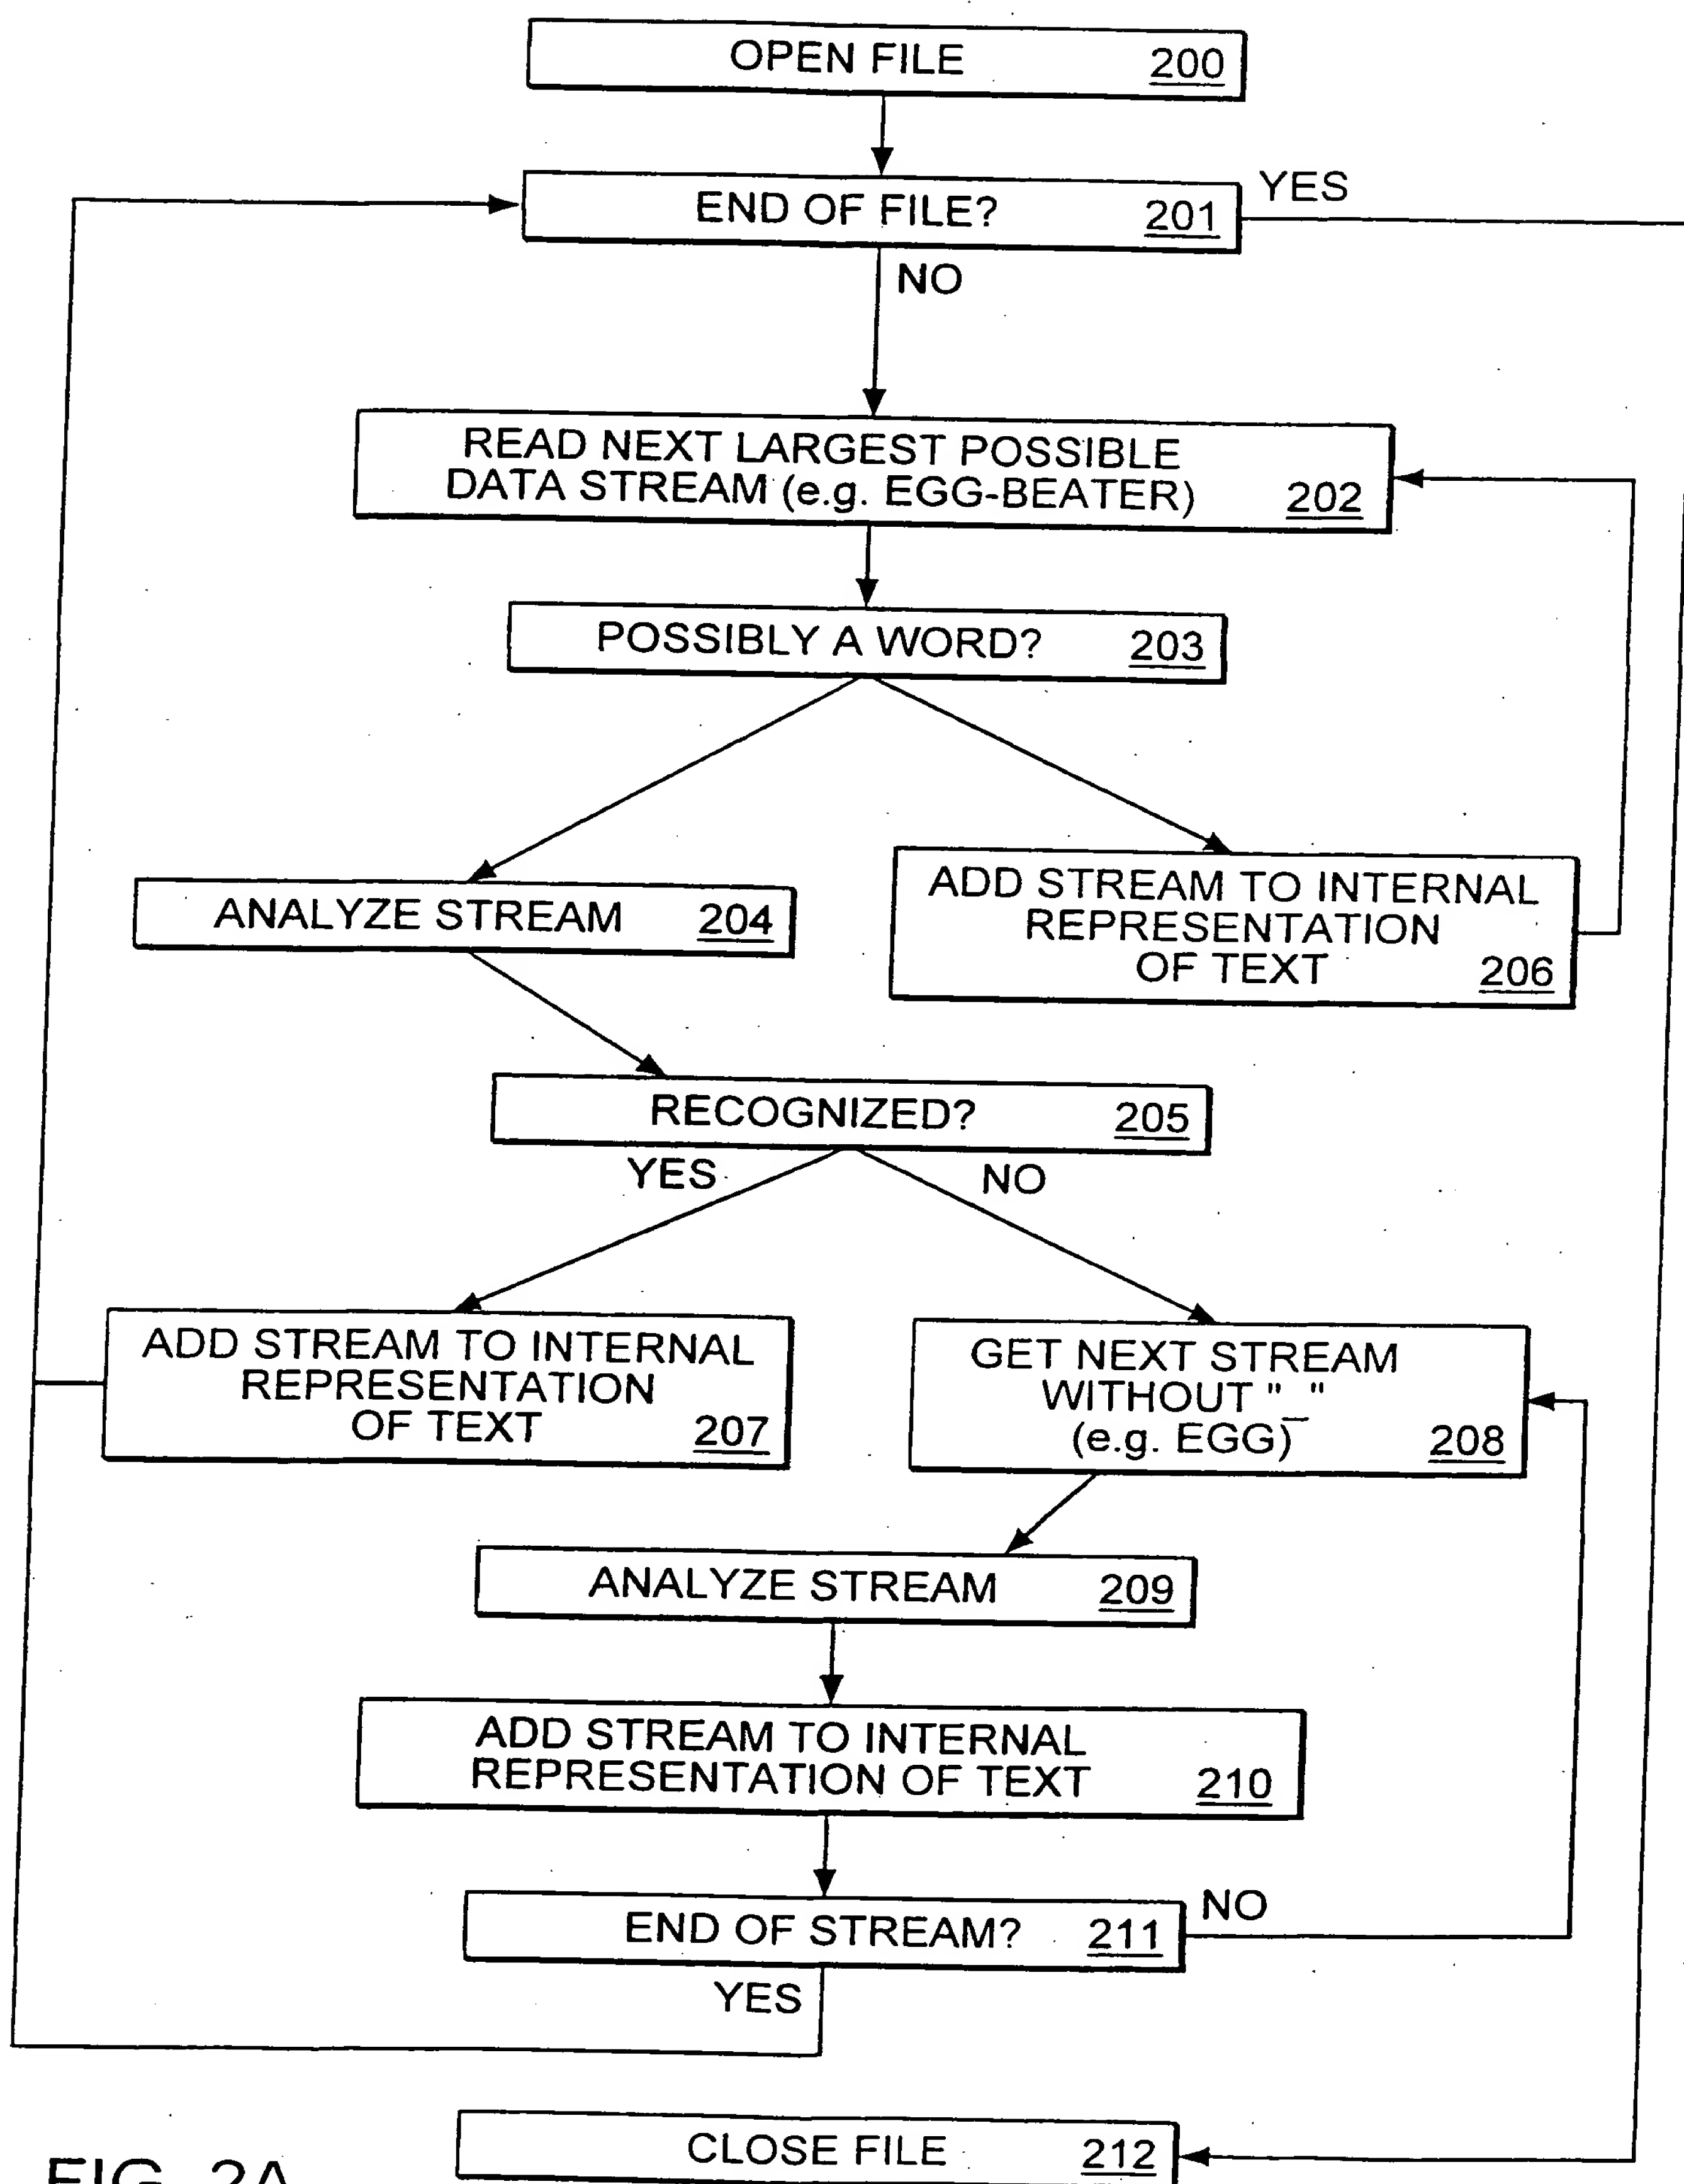 OPEN FILE 200
END OF FILE? 201
YES
NO
READ NEXT LARGEST POSSIBLE
DATA STREAM (e.g. EGG-BEATER) 202
POSSIBLY A WORD? 203
ANALYZE STREAM 204
ADD STREAM TO INTERNAL
REPRESENTATION
OF TEXT 206
RECOGNIZED? 205
YES
NO
ADD STREAM TO INTERNAL
REPRESENTATION
OF TEXT 207
GET NEXT STREAM
WITHOUT "_"
(e.g. EGG) 208
ANALYZE STREAM 209
ADD STREAM TO INTERNAL
REPRESENTATION OF TEXT 210
END OF STREAM? 211
NO
YES
CLOSE FILE 212
FIG. 2A